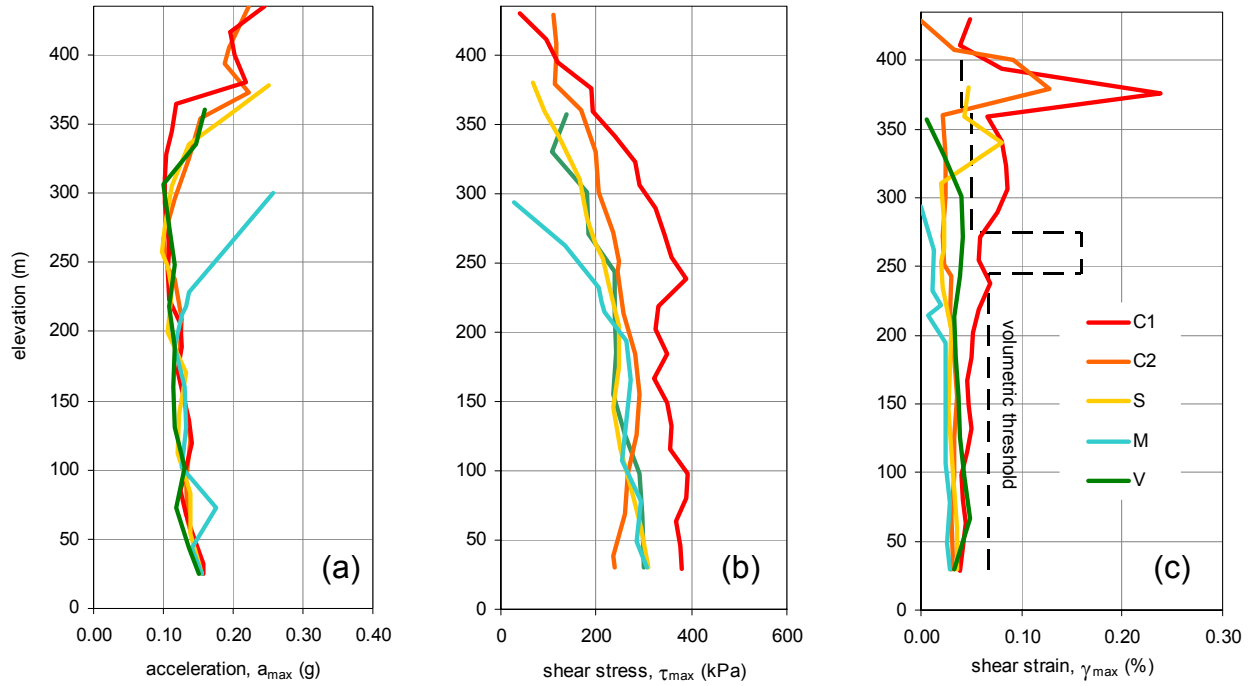 elevation (m)
400
350
300
250
200
150
100
50
0
0.00 0.10 0.20 0.30 0.40
acceleration, amax (g)
(a)
400
350
300
250
200
150
100
50
0
0 200 400 600
shear stress, τmax (kPa)
(b)
400
350
300
250
200
150
100
50
0
0.00 0.10 0.20 0.30
shear strain, γmax (%)
(c)
volumetric threshold
C1
C2
S
M
V